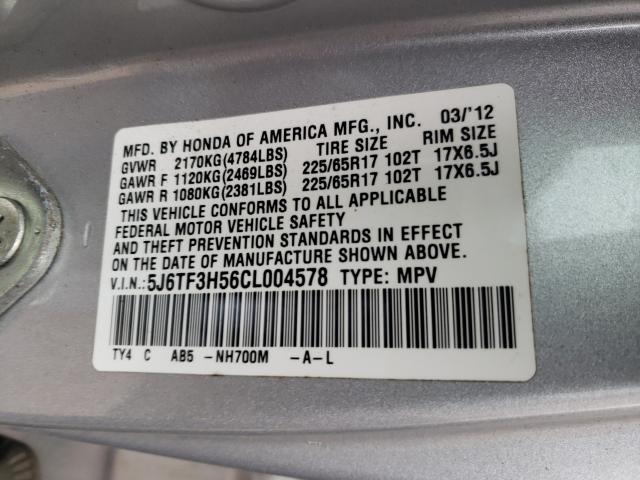 MFD. BY HONDA OF AMERICA MFG., INC. 03/'12
GVWR 2170KG(4784LBS) TIRE SIZE RIM SIZE
GAWR F 1120KG(2469LBS) 225/65R17 102T 17X6.5J
GAWR R 1080KG(2381LBS) 225/65R17 102T 17X6.5J
THIS VEHICLE CONFORMS TO ALL APPLICABLE
FEDERAL MOTOR VEHICLE SAFETY
AND THEFT PREVENTION STANDARDS IN EFFECT
ON THE DATE OF MANUFACTURE SHOWN ABOVE.
V.I.N.:5J6TF3H56CL004578 TYPE: MPV
TY4 C AB5 -NH700M -A-L